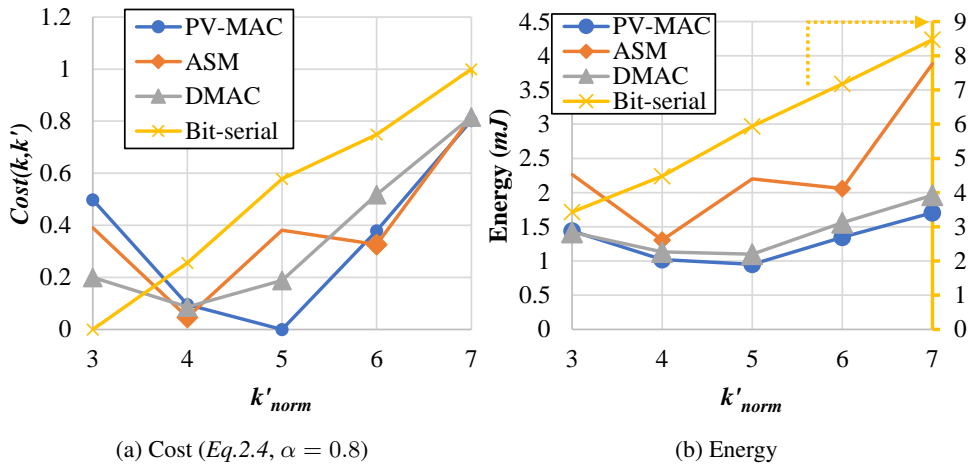 PV-MAC
ASM
DMAC
Bit-serial
1.2
1
0.8
0.6
0.4
0.2
0
Cost(k,k')
3 4 5 6 7
k'norm
(a) Cost (Eq.2.4, α = 0.8)
PV-MAC
ASM
DMAC
Bit-serial
4.5
4
3.5
3
2.5
2
1.5
1
0.5
Energy (mJ)
9
8
7
6
5
4
3
2
1
0
3 4 5 6 7
k'norm
(b) Energy